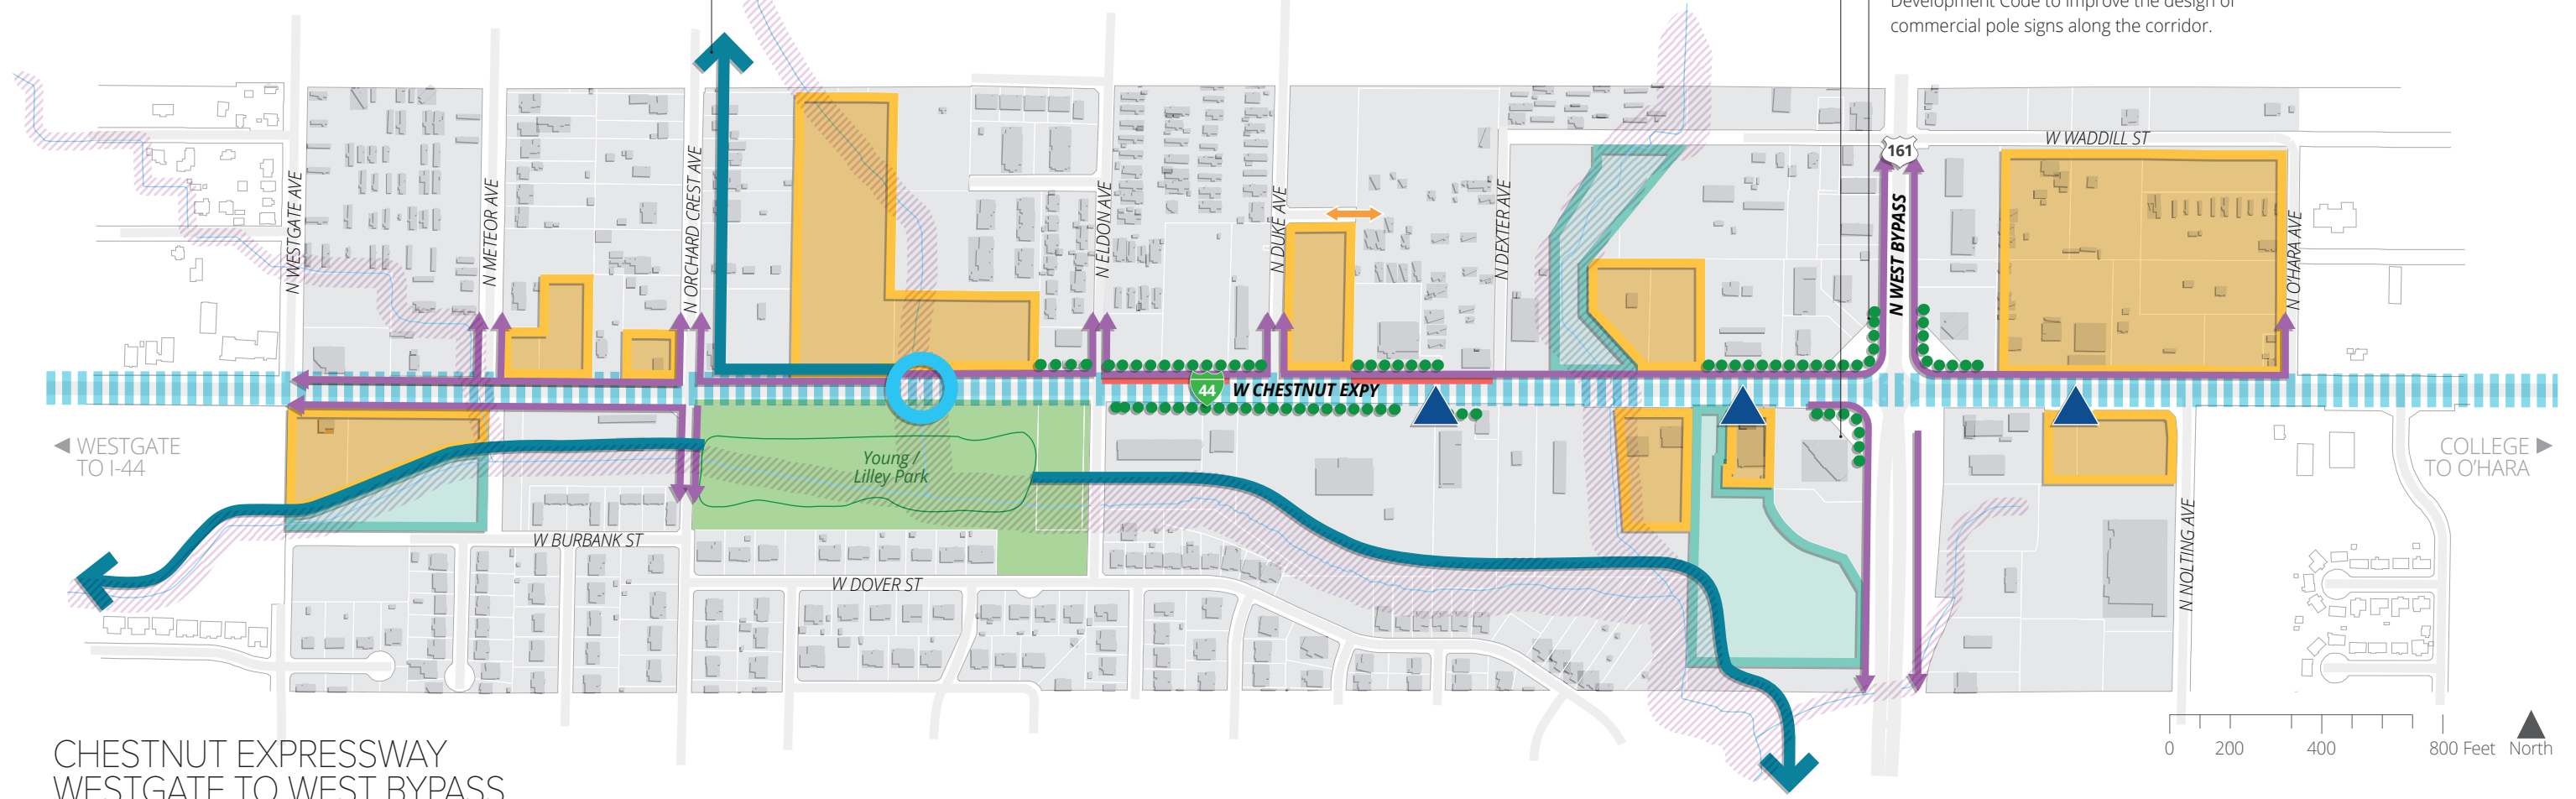 Development Code to improve the design of
commercial pole signs along the corridor.
W WADDILL ST
161
N WESTGATE AVE
N METEOR AVE
N ORCHARD CREST AVE
N ELDON AVE
N DUKE AVE
N DEXTER AVE
N WEST BYPASS
N O'HARA AVE
44
W CHESTNUT EXPY
WESTGATE
TO I-44
Young /
Lilley Park
COLLEGE
TO O'HARA
W BURBANK ST
W DOVER ST
N NOLTING AVE
0 200 400 800 Feet North
CHESTNUT EXPRESSWAY
WESTGATE TO WEST BYPASS